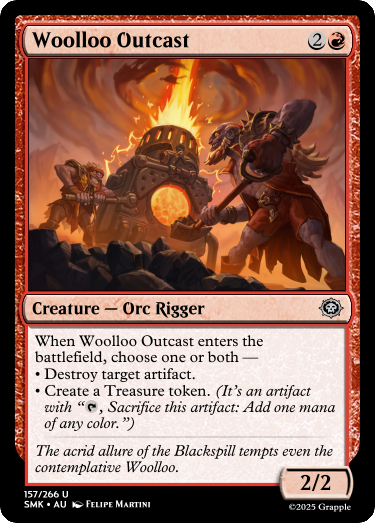 Woolloo Outcast 2
Creature — Orc Rigger
When Woolloo Outcast enters the
battlefield, choose one or both —
• Destroy target artifact.
• Create a Treasure token. (It's an artifact
with “, Sacrifice this artifact: Add one mana
of any color.”)
The acrid allure of the Blackspill tempts even the
contemplative Woolloo.
2/2
157/266 U
SMK • AU Felipe Martini
©2025 Grapple